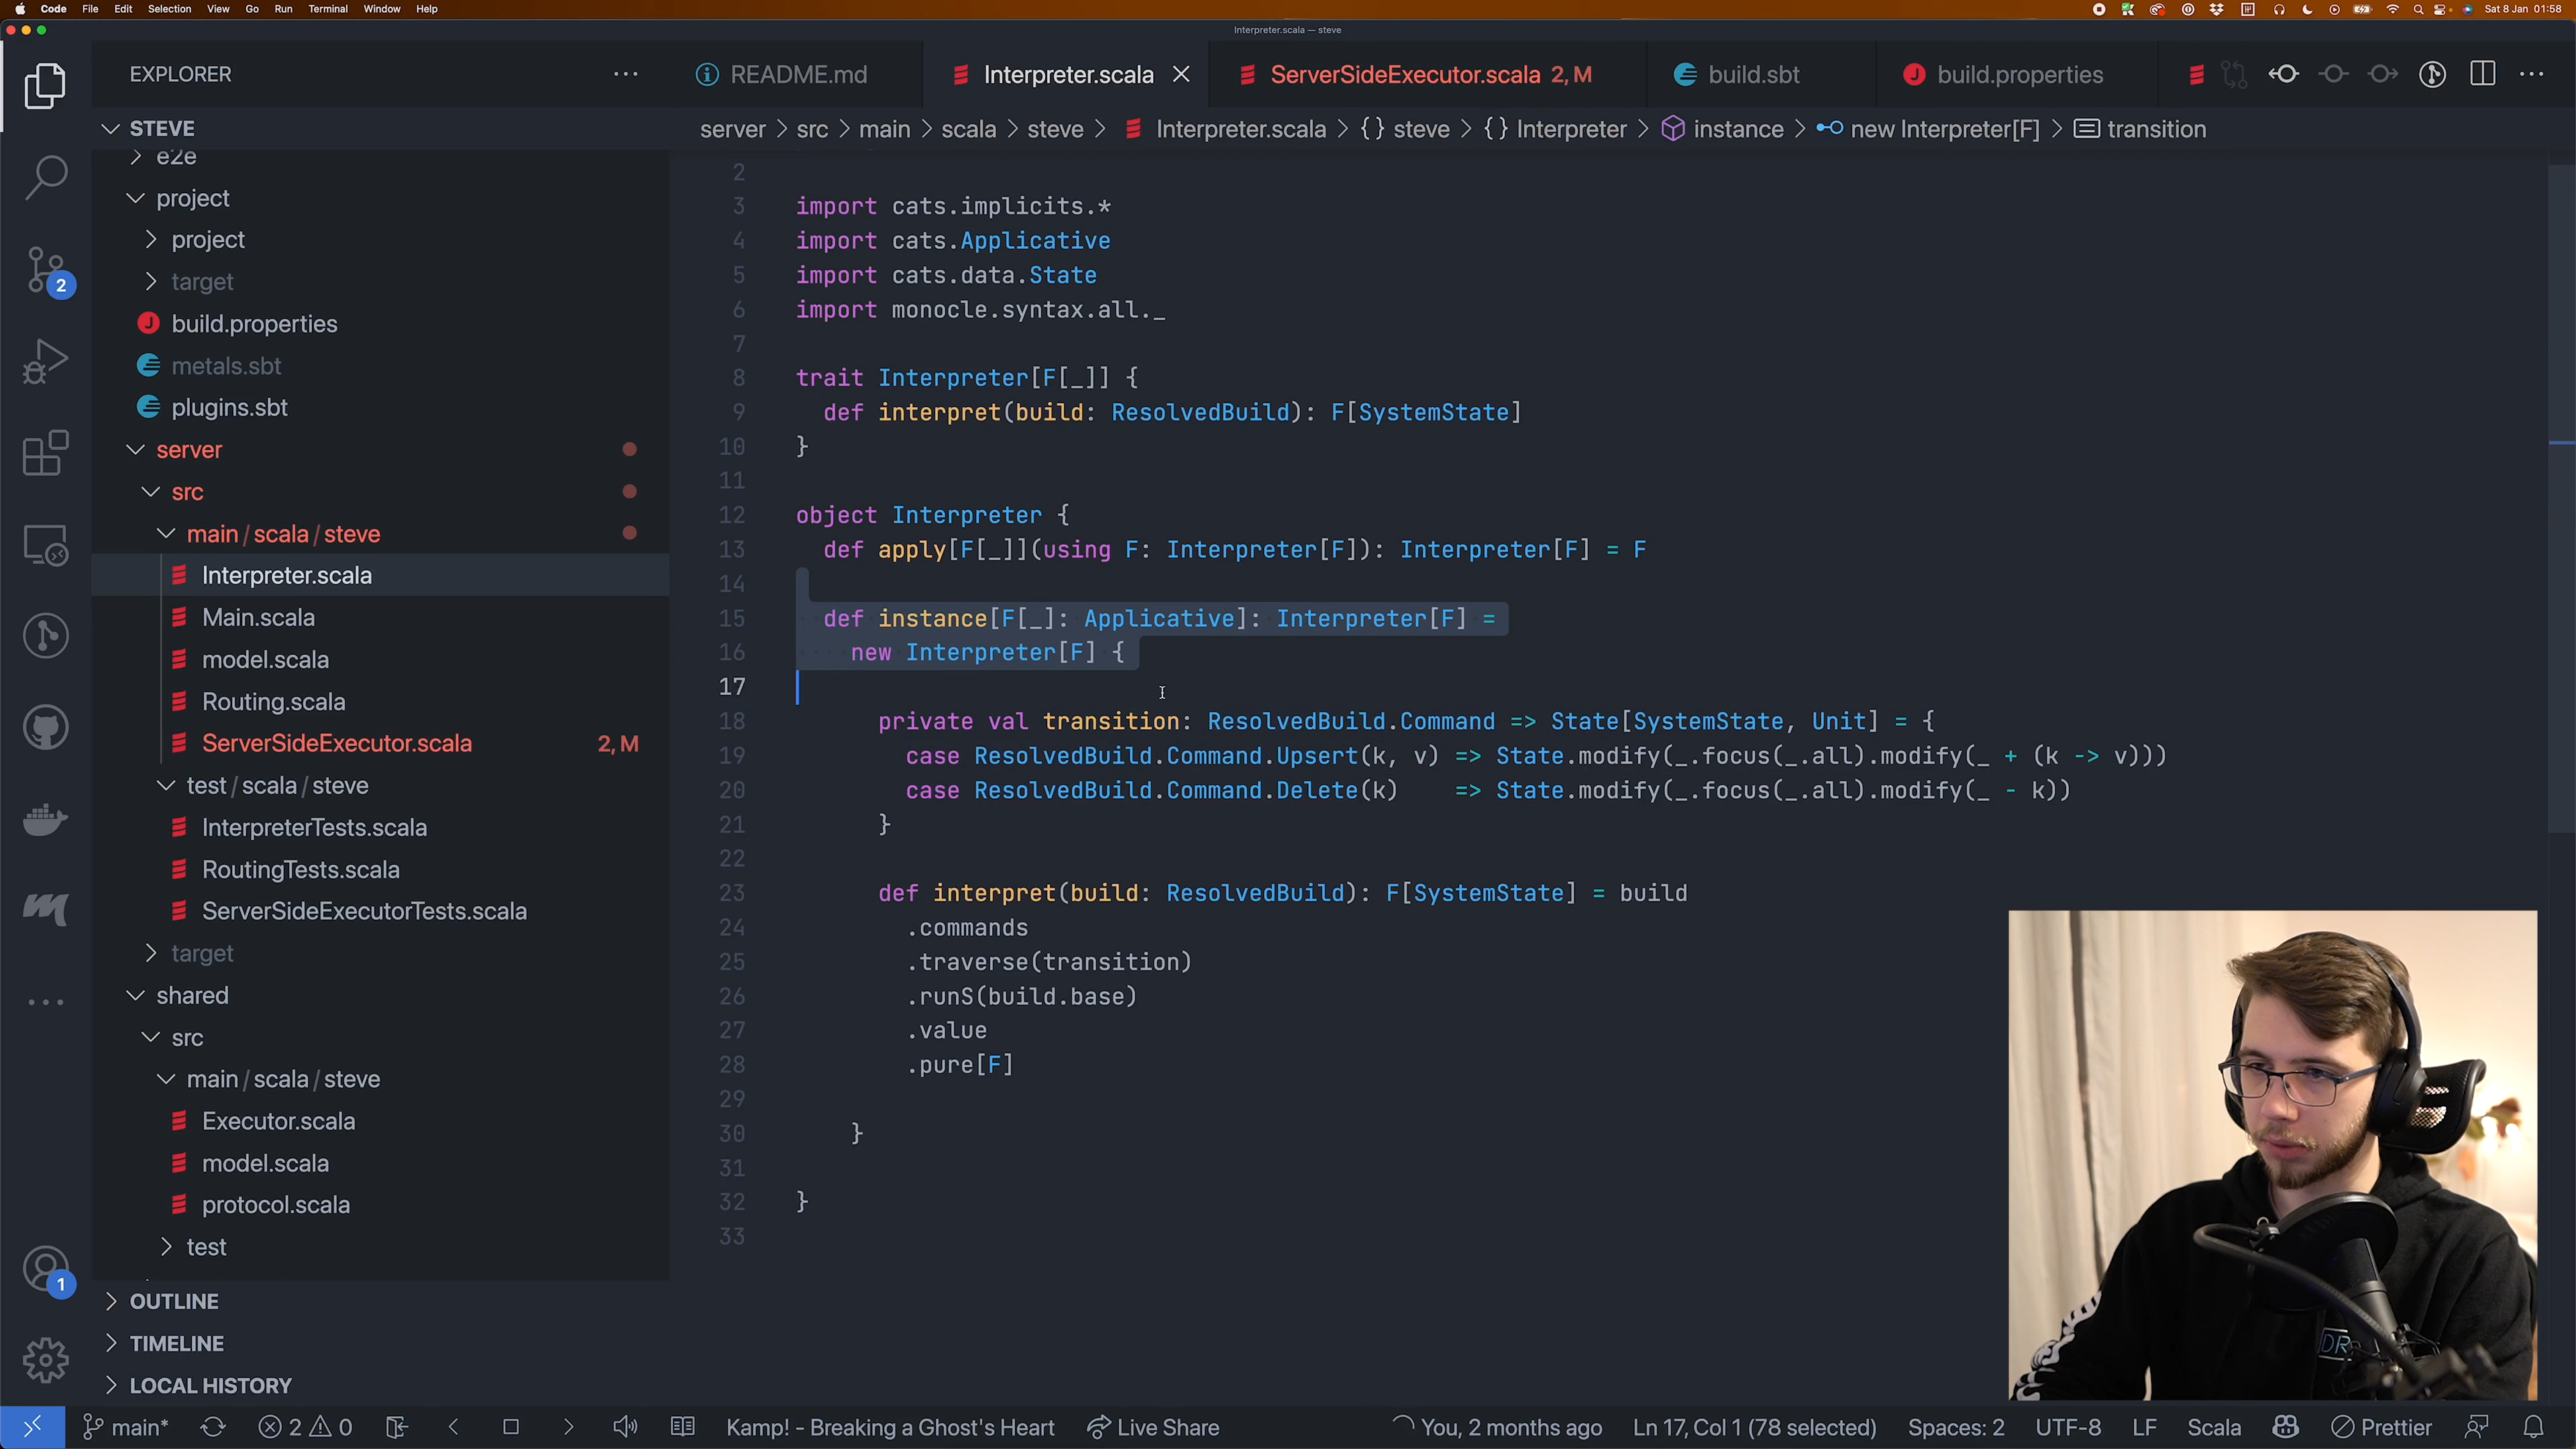 Code File Edit Selection View Go Run Terminal Window Help
Sat 8 Jan 01:58
Interpreter.scala — steve
EXPLORER
README.md
Interpreter.scala
ServerSideExecutor.scala 2, M
build.sbt
build.properties
server > src > main > scala > steve > Interpreter.scala > {} steve > {} Interpreter > instance > new Interpreter[F] > transition
STEVE
e2e
project
project
target
build.properties
metals.sbt
plugins.sbt
server
src
main / scala / steve
Interpreter.scala
Main.scala
model.scala
Routing.scala
ServerSideExecutor.scala 2, M
test / scala / steve
InterpreterTests.scala
RoutingTests.scala
ServerSideExecutorTests.scala
target
shared
src
main / scala / steve
Executor.scala
model.scala
protocol.scala
test
OUTLINE
TIMELINE
LOCAL HISTORY
2
1
2
3 import cats.implicits.*
4 import cats.Applicative
5 import cats.data.State
6 import monocle.syntax.all._
7
8 trait Interpreter[F[_]] {
9 def interpret(build: ResolvedBuild): F[SystemState]
10 }
11
12 object Interpreter {
13 def apply[F[_]](using F: Interpreter[F]): Interpreter[F] = F
14
15 def instance[F[_]: Applicative]: Interpreter[F] =
16 new Interpreter[F] {
17
18 private val transition: ResolvedBuild.Command => State[SystemState, Unit] = {
19 case ResolvedBuild.Command.Upsert(k, v) => State.modify(_.focus(_.all).modify(_ + (k -> v)))
20 case ResolvedBuild.Command.Delete(k) => State.modify(_.focus(_.all).modify(_ - k))
21 }
22
23 def interpret(build: ResolvedBuild): F[SystemState] = build
24 .commands
25 .traverse(transition)
26 .runS(build.base)
27 .value
28 .pure[F]
29
30 }
31
32 }
33
main* 2 0 Kamp! - Breaking a Ghost's Heart Live Share You, 2 months ago Ln 17, Col 1 (78 selected) Spaces: 2 UTF-8 LF Scala Prettier